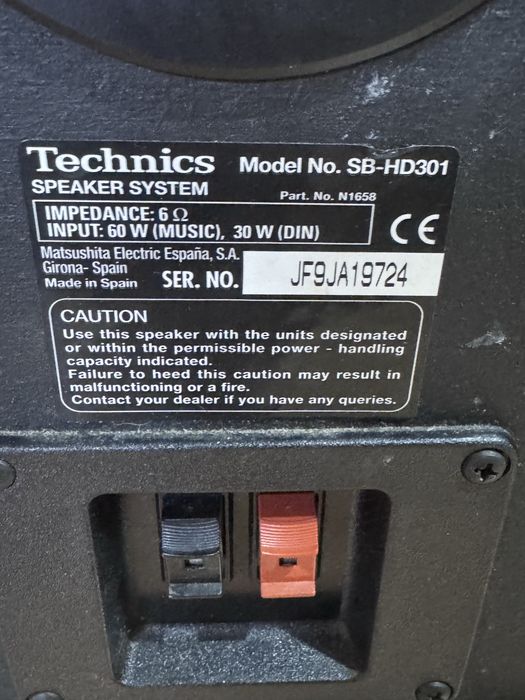 Technics Model No. SB-HD301
SPEAKER SYSTEM Part. No. N1658
IMPEDANCE: 6 Ω
INPUT: 60 W (MUSIC), 30 W (DIN)
CE
Matsushita Electric España, S.A.
Girona- Spain
Made in Spain SER. NO. JF9JA19724
CAUTION
Use this speaker with the units designated
or within the permissible power - handling
capacity indicated.
Failure to heed this caution may result in
malfunctioning or a fire.
Contact your dealer if you have any queries.